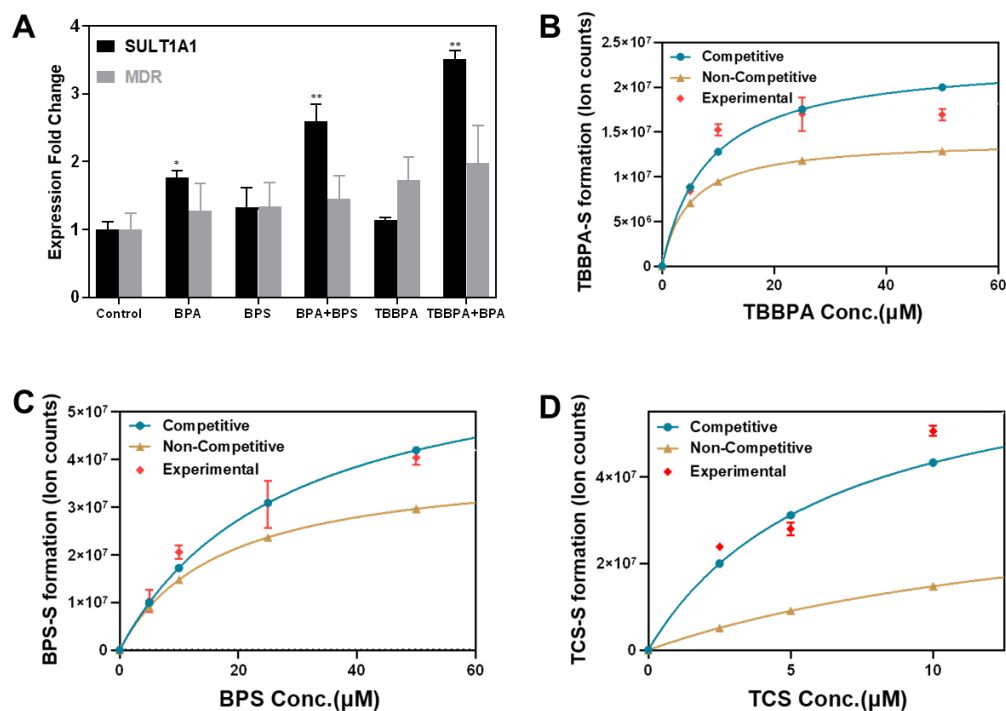 A
SULT1A1
MDR
Expression Fold Change
4
3
2
1
0
*
**
**
Control
BPA
BPS
BPA+BPS
TBBPA
TBBPA+BPA
B
TBBPA-S formation (Ion counts)
2.5×10⁷
2×10⁷
1.5×10⁷
1×10⁷
5×10⁶
0
Competitive
Non-Competitive
Experimental
0 20 40 60
TBBPA Conc.(μM)
C
BPS-S formation (Ion counts)
5×10⁷
4×10⁷
3×10⁷
2×10⁷
1×10⁷
0
Competitive
Non-Competitive
Experimental
0 20 40 60
BPS Conc.(μM)
D
TCS-S formation (Ion counts)
4×10⁷
2×10⁷
0
Competitive
Non-Competitive
Experimental
0 5 10
TCS Conc.(μM)